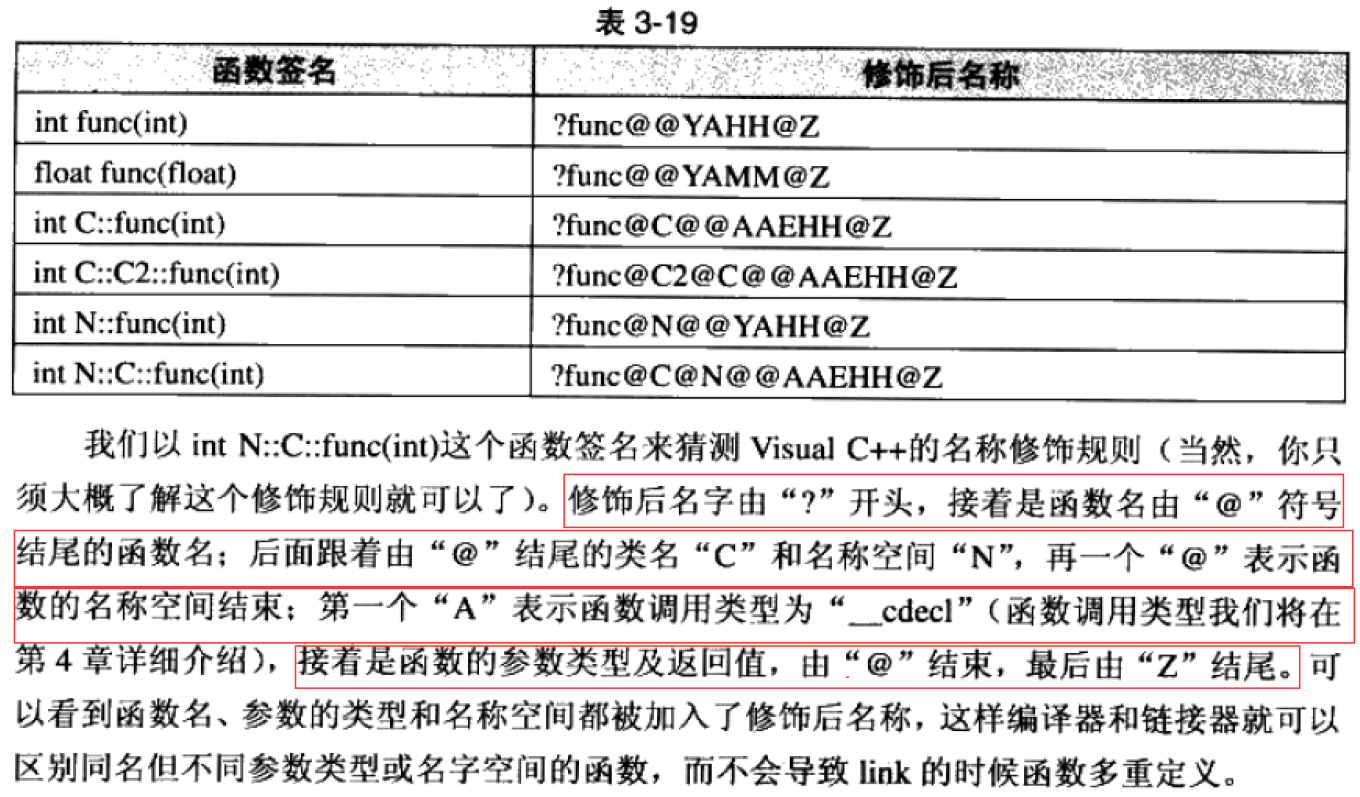 表 3-19
函数签名 修饰后名称
int func(int) ?func@@YAHH@Z
float func(float) ?func@@YAMM@Z
int C::func(int) ?func@C@@AAEHH@Z
int C::C2::func(int) ?func@C2@C@@AAEHH@Z
int N::func(int) ?func@N@@YAHH@Z
int N::C::func(int) ?func@C@N@@AAEHH@Z
我们以 int N::C::func(int)这个函数签名来猜测 Visual C++的名称修饰规则（当然，你只
须大概了解这个修饰规则就可以了）。修饰后名字由“?”开头，接着是函数名由“@”符号
结尾的函数名；后面跟着由“@”结尾的类名“C”和名称空间“N”，再一个“@”表示函
数的名称空间结束；第一个“A”表示函数调用类型为“__cdecl”（函数调用类型我们将在
第 4 章详细介绍），接着是函数的参数类型及返回值，由“@”结束，最后由“Z”结尾。可
以看到函数名、参数的类型和名称空间都被加入了修饰后名称，这样编译器和链接器就可以
区别同名但不同参数类型或名字空间的函数，而不会导致 link 的时候函数多重定义。